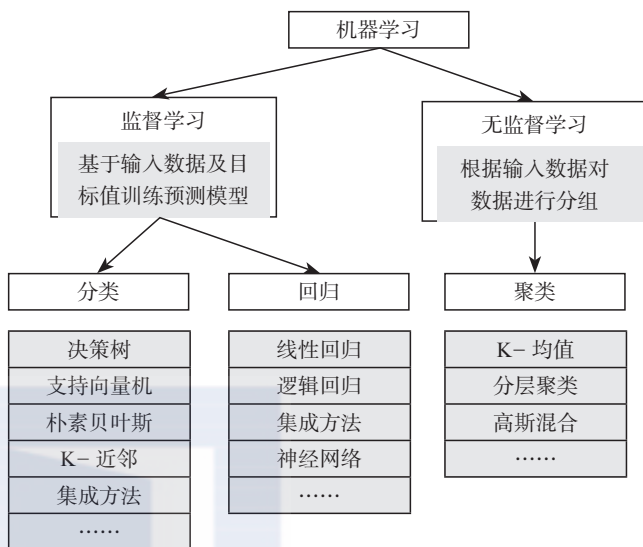 机器学习
监督学习
基于输入数据及目
标值训练预测模型
无监督学习
根据输入数据对
数据进行分组
分类
决策树
支持向量机
朴素贝叶斯
K- 近邻
集成方法
……
回归
线性回归
逻辑回归
集成方法
神经网络
……
聚类
K- 均值
分层聚类
高斯混合
……